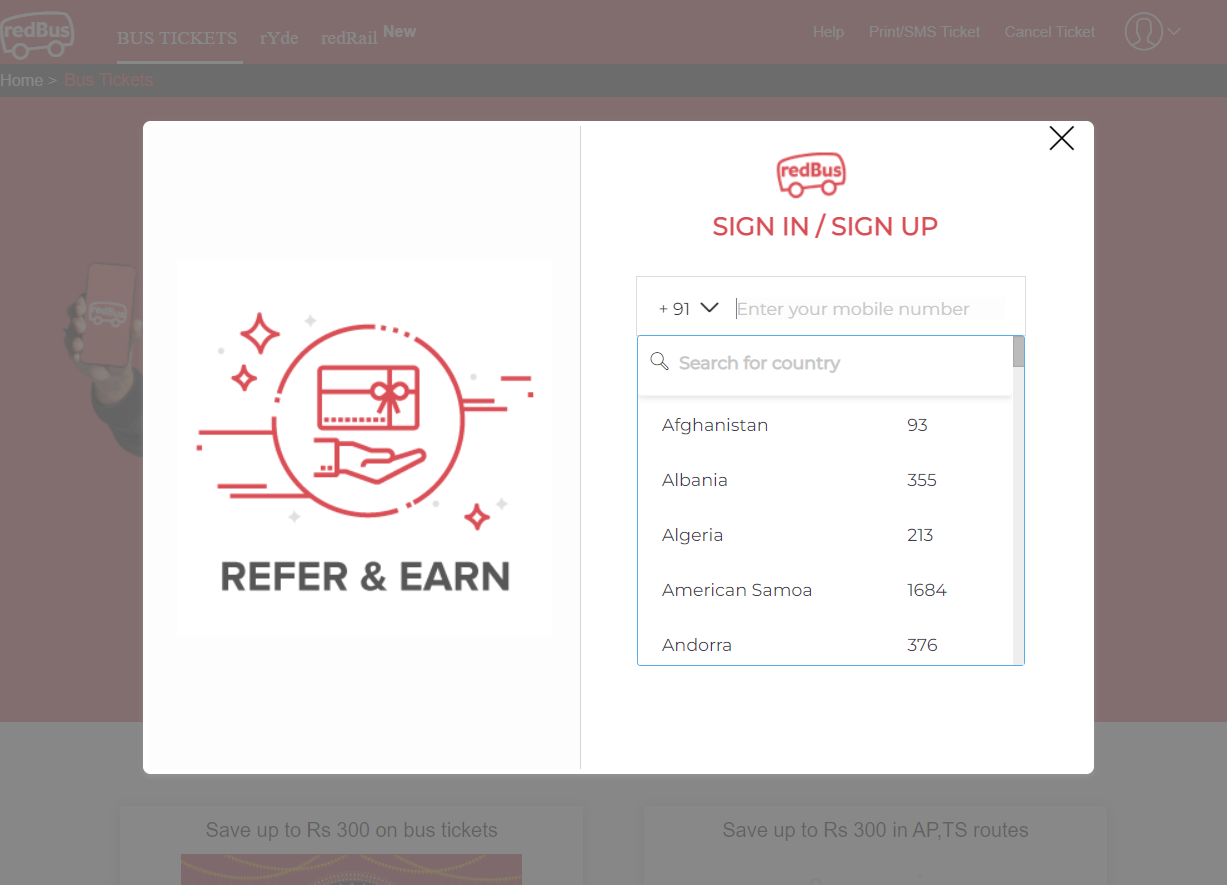 redBus
BUS TICKETS rYde redRail New
Help Print/SMS Ticket Cancel Ticket
Home > Bus Tickets
redBus
redBus
SIGN IN / SIGN UP
+ 91 Enter your mobile number
Search for country
Afghanistan 93
Albania 355
Algeria 213
American Samoa 1684
Andorra 376
REFER & EARN
Save up to Rs 300 on bus tickets
Save up to Rs 300 in AP,TS routes